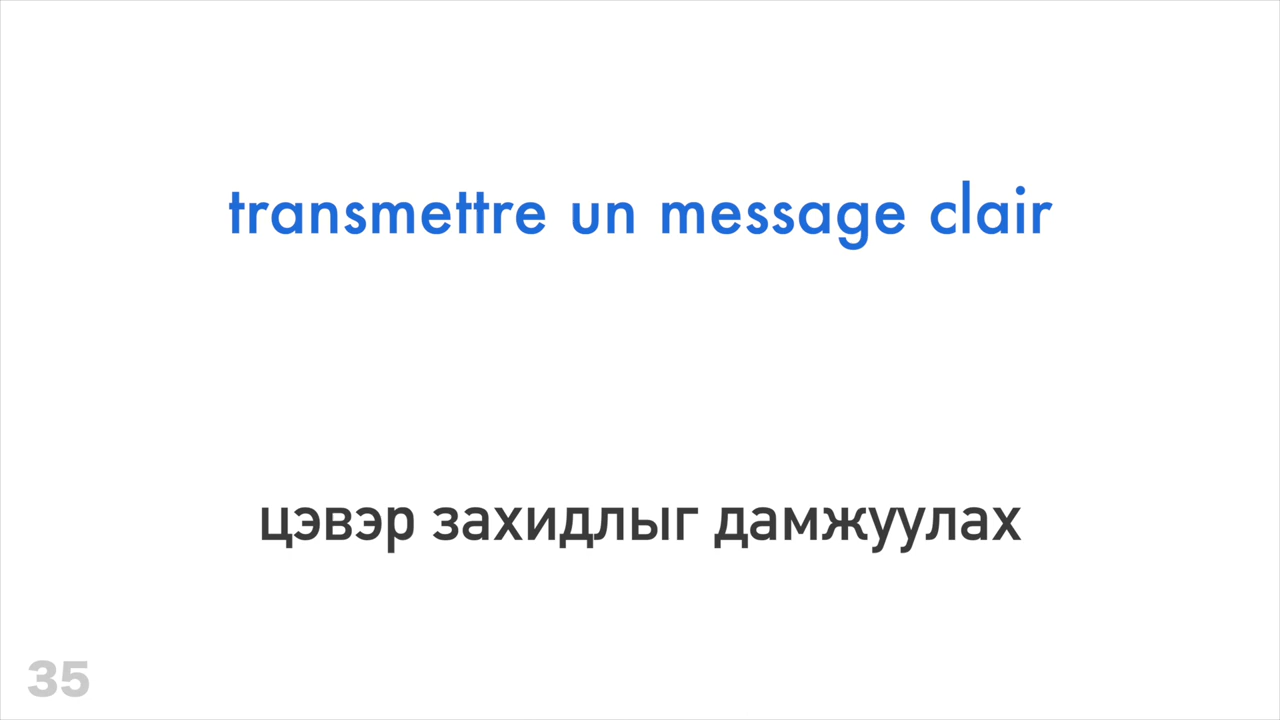 transmettre un message clair
цэвэр захидлыг дамжуулах
35